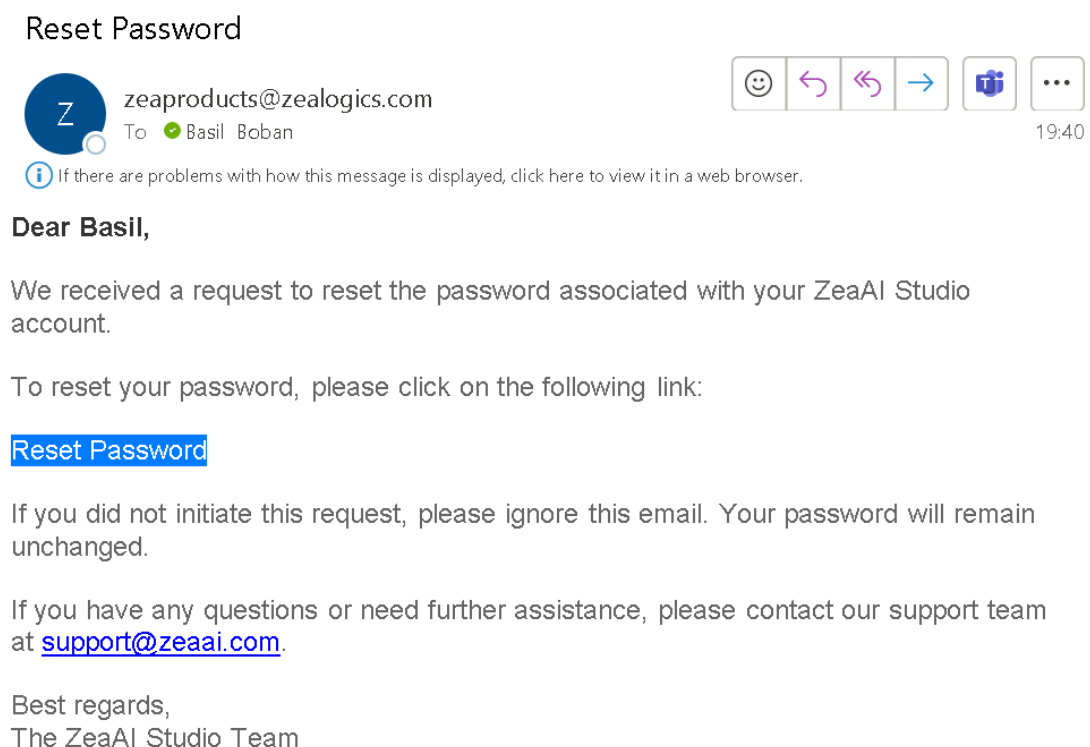 Reset Password
Z
zeaproducts@zealogics.com
To Basil Boban
19:40
If there are problems with how this message is displayed, click here to view it in a web browser.
Dear Basil,
We received a request to reset the password associated with your ZeaAI Studio
account.
To reset your password, please click on the following link:
Reset Password
If you did not initiate this request, please ignore this email. Your password will remain
unchanged.
If you have any questions or need further assistance, please contact our support team
at support@zeaai.com.
Best regards,
The ZeaAI Studio Team